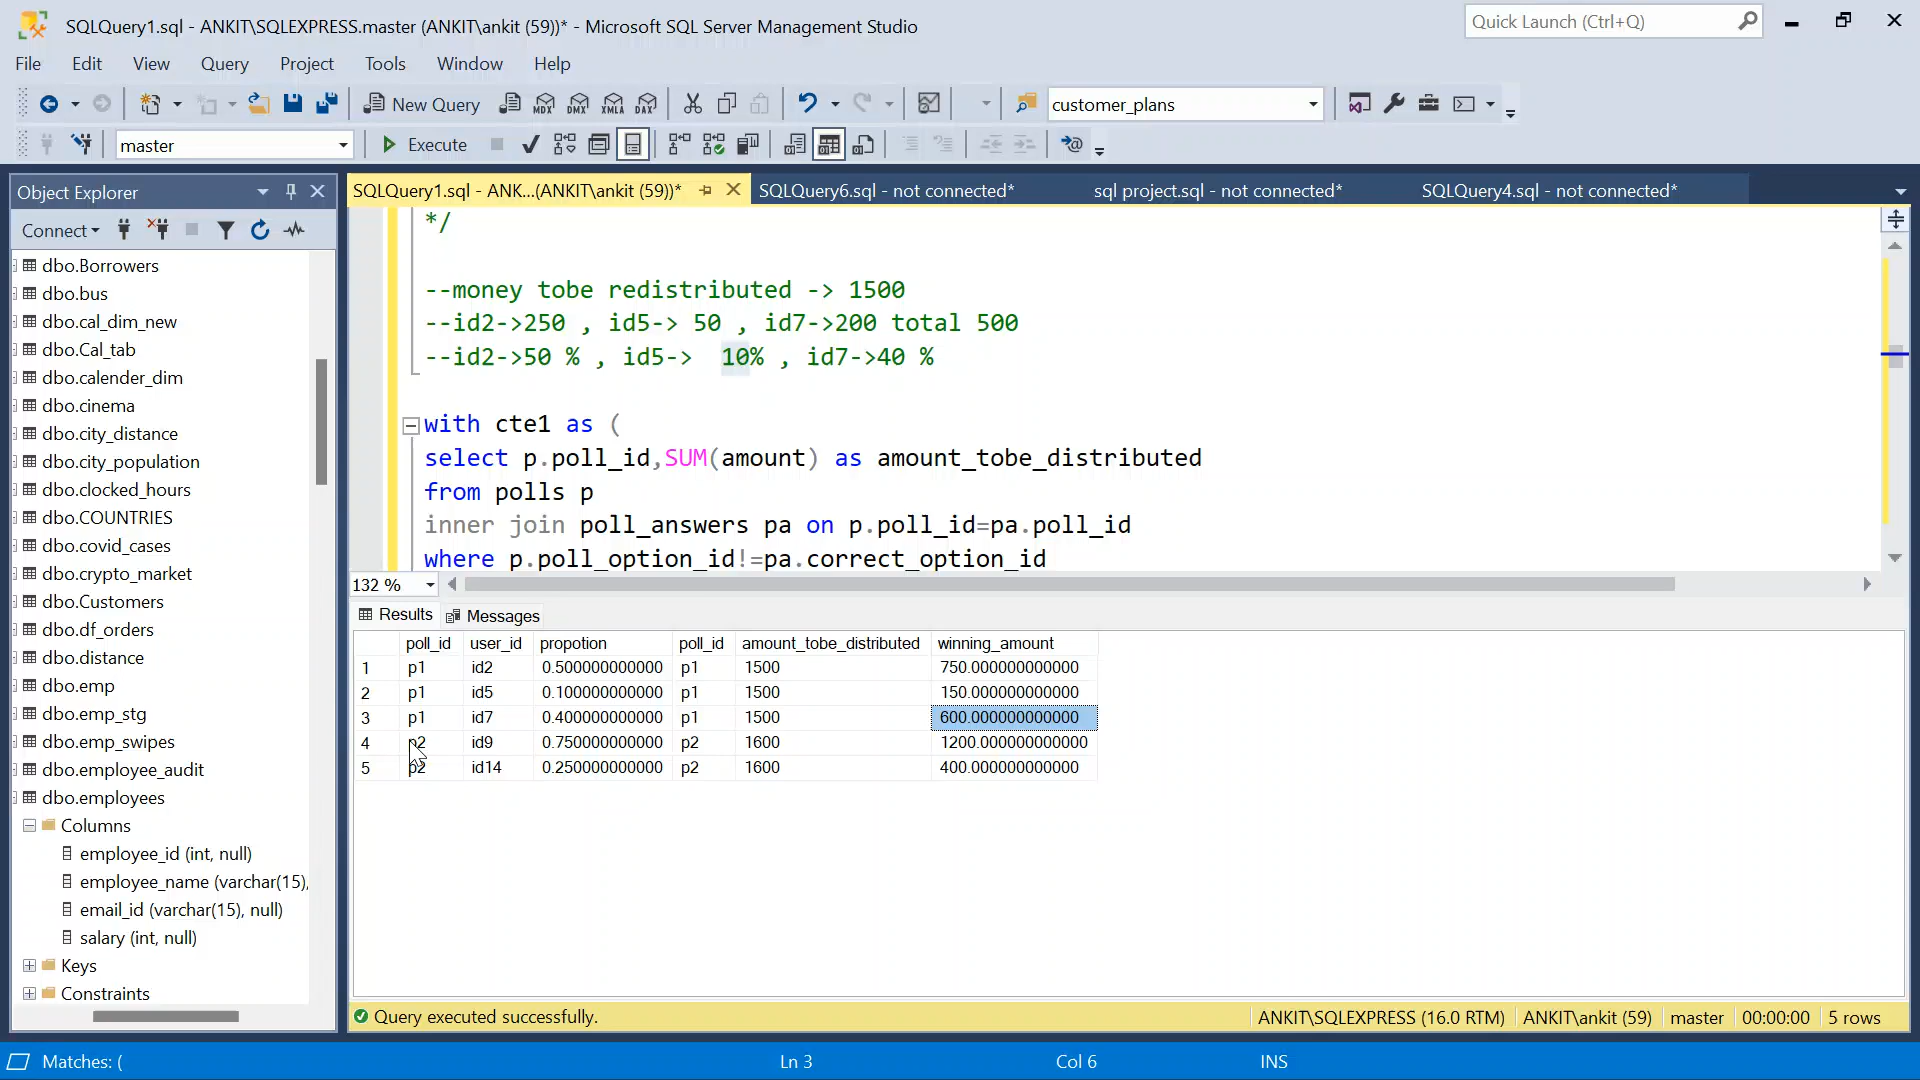 SQLQuery1.sql - ANKIT\SQLEXPRESS.master (ANKIT\ankit (59))* - Microsoft SQL Server Management Studio
Quick Launch (Ctrl+Q)
File Edit View Query Project Tools Window Help
New Query
MDX DMX XMLA DAX
customer_plans
master
Execute
Object Explorer
SQLQuery1.sql - ANK...(ANKIT\ankit (59))*
SQLQuery6.sql - not connected*
sql project.sql - not connected*
SQLQuery4.sql - not connected*
Connect
dbo.Borrowers
dbo.bus
dbo.cal_dim_new
dbo.Cal_tab
dbo.calender_dim
dbo.cinema
dbo.city_distance
dbo.city_population
dbo.clocked_hours
dbo.COUNTRIES
dbo.covid_cases
dbo.crypto_market
dbo.Customers
dbo.df_orders
dbo.distance
dbo.emp
dbo.emp_stg
dbo.emp_swipes
dbo.employee_audit
dbo.employees
Columns
employee_id (int, null)
employee_name (varchar(15),
email_id (varchar(15), null)
salary (int, null)
Keys
Constraints
*/
--money tobe redistributed -> 1500
--id2->250 , id5-> 50 , id7->200 total 500
--id2->50 % , id5->  10% , id7->40 %
with cte1 as (
select p.poll_id,SUM(amount) as amount_tobe_distributed
from polls p
inner join poll_answers pa on p.poll_id=pa.poll_id
where p.poll_option_id!=pa.correct_option_id
132 %
Results Messages
poll_id user_id propotion poll_id amount_tobe_distributed winning_amount
1 p1 id2 0.500000000000 p1 1500 750.000000000000
2 p1 id5 0.100000000000 p1 1500 150.000000000000
3 p1 id7 0.400000000000 p1 1500 600.000000000000
4 p2 id9 0.750000000000 p2 1600 1200.000000000000
5 p2 id14 0.250000000000 p2 1600 400.000000000000
Query executed successfully.
ANKIT\SQLEXPRESS (16.0 RTM) ANKIT\ankit (59) master 00:00:00 5 rows
Matches: ( Ln 3 Col 6 INS